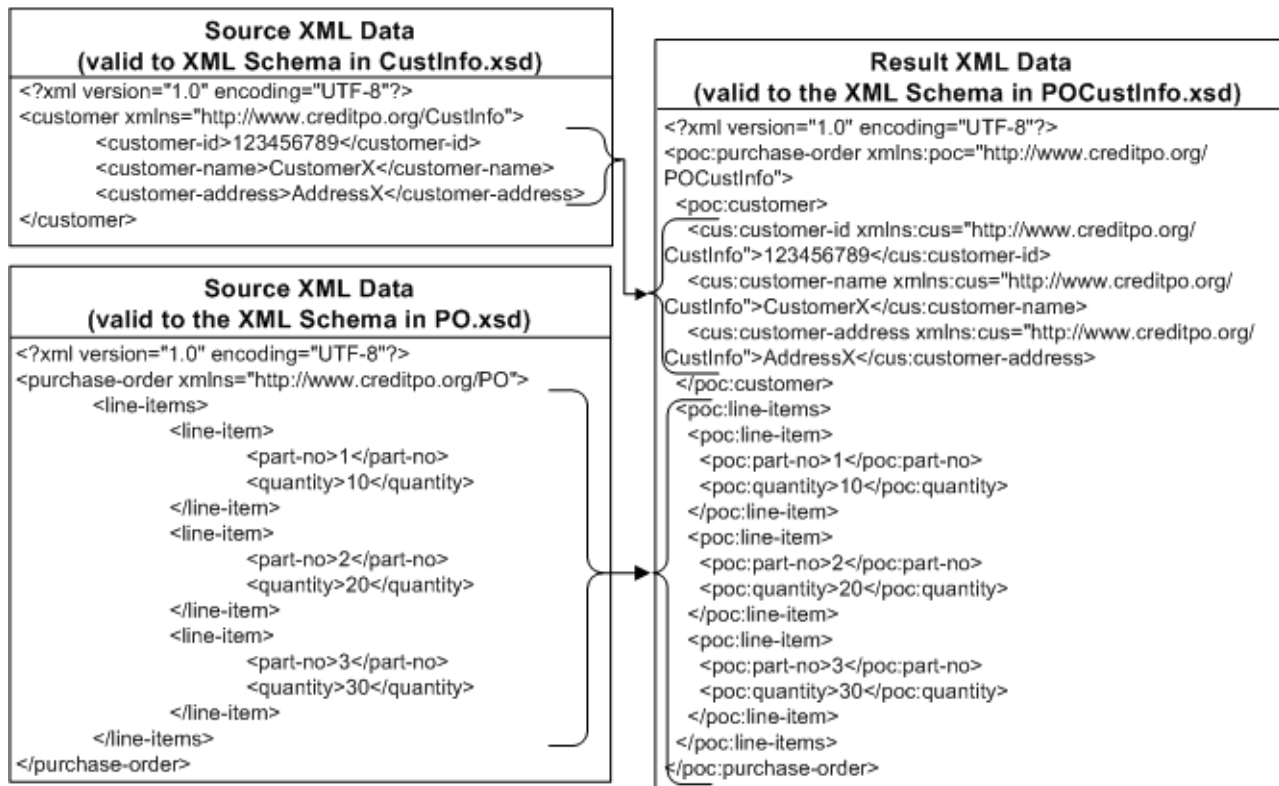 Source XML Data
(valid to XML Schema in CustInfo.xsd)
<?xml version="1.0" encoding="UTF-8"?>
<customer xmlns="http://www.creditpo.org/CustInfo">
<customer-id>123456789</customer-id>
<customer-name>CustomerX</customer-name>
<customer-address>AddressX</customer-address>
</customer>
Source XML Data
(valid to the XML Schema in PO.xsd)
<?xml version="1.0" encoding="UTF-8"?>
<purchase-order xmlns="http://www.creditpo.org/PO">
<line-items>
<line-item>
<part-no>1</part-no>
<quantity>10</quantity>
</line-item>
<line-item>
<part-no>2</part-no>
<quantity>20</quantity>
</line-item>
<line-item>
<part-no>3</part-no>
<quantity>30</quantity>
</line-item>
</line-items>
</purchase-order>
Result XML Data
(valid to the XML Schema in POCustInfo.xsd)
<?xml version="1.0" encoding="UTF-8"?>
<poc:purchase-order xmlns:poc="http://www.creditpo.org/
POCustInfo">
<poc:customer>
<cus:customer-id xmlns:cus="http://www.creditpo.org/
CustInfo">123456789</cus:customer-id>
<cus:customer-name xmlns:cus="http://www.creditpo.org/
CustInfo">CustomerX</cus:customer-name>
<cus:customer-address xmlns:cus="http://www.creditpo.org/
CustInfo">AddressX</cus:customer-address>
</poc:customer>
<poc:line-items>
<poc:line-item>
<poc:part-no>1</poc:part-no>
<poc:quantity>10</poc:quantity>
</poc:line-item>
<poc:line-item>
<poc:part-no>2</poc:part-no>
<poc:quantity>20</poc:quantity>
</poc:line-item>
<poc:line-item>
<poc:part-no>3</poc:part-no>
<poc:quantity>30</poc:quantity>
</poc:line-item>
</poc:line-items>
</poc:purchase-order>